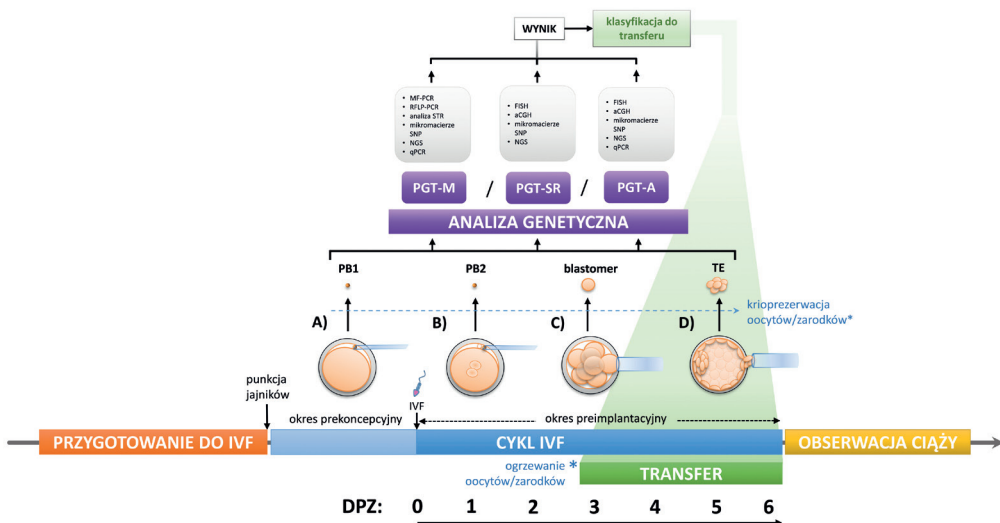 WYNIK
klasyfikacja do
transferu
• MF-PCR
• RFLP-PCR
• analiza STR
• mikromacierze
SNP
• NGS
• qPCR
• FISH
• aCGH
• mikromacierze
SNP
• NGS
• FISH
• aCGH
• mikromacierze
SNP
• NGS
• qPCR
PGT-M / PGT-SR / PGT-A
ANALIZA GENETYCZNA
PB1 PB2 blastomer TE
krioprezerwacja
oocytów/zarodków*
A) B) C) D)
punkcja
jajników
IVF
okres prekoncepcyjny okres preimplantacyjny
PRZYGOTOWANIE DO IVF CYKL IVF OBSERWACJA CIĄŻY
ogrzewanie *
oocytów/zarodków
TRANSFER
DPZ: 0 1 2 3 4 5 6